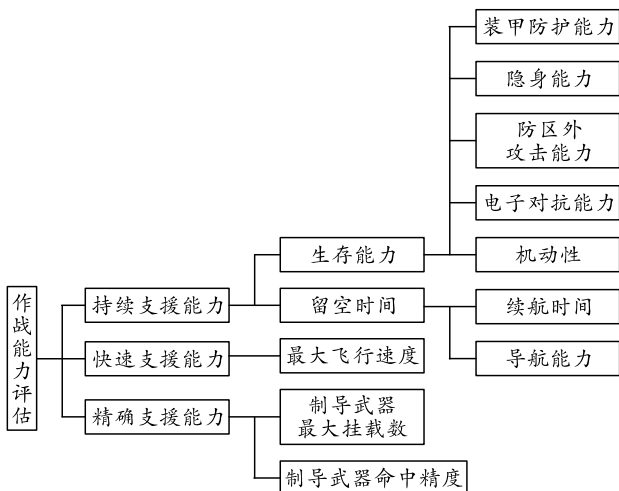 作战能力评估
持续支援能力
快速支援能力
精确支援能力
生存能力
留空时间
最大飞行速度
制导武器
最大挂载数
制导武器命中精度
装甲防护能力
隐身能力
防区外
攻击能力
电子对抗能力
机动性
续航时间
导航能力